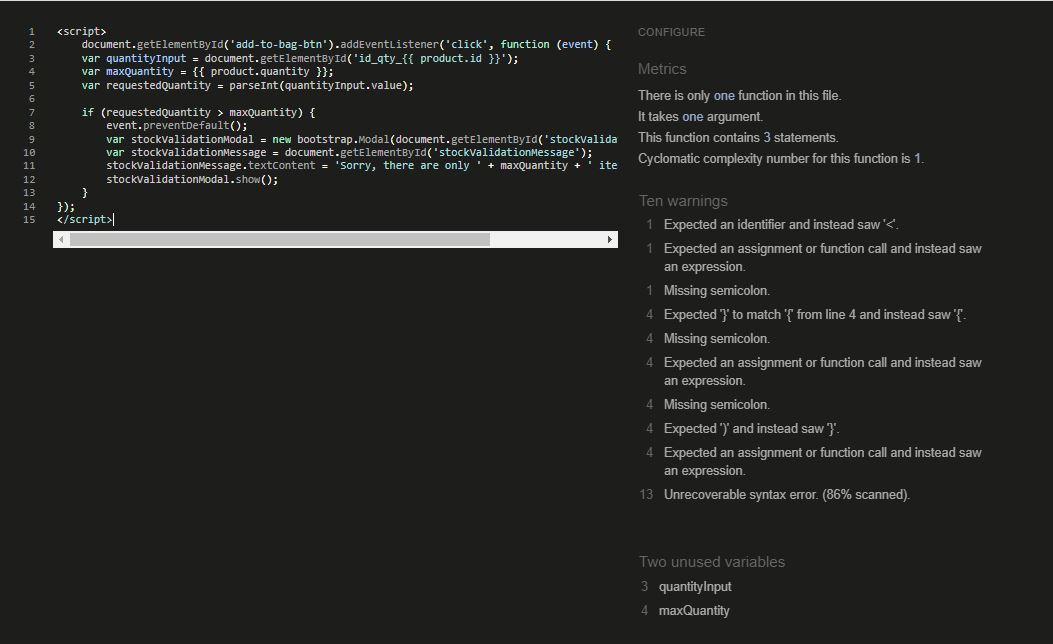 1 <script>
2 document.getElementById('add-to-bag-btn').addEventListener('click', function (event) {
3 var quantityInput = document.getElementById('id_qty_{{ product.id }}');
4 var maxQuantity = {{ product.quantity }};
5 var requestedQuantity = parseInt(quantityInput.value);
6
7 if (requestedQuantity > maxQuantity) {
8 event.preventDefault();
9 var stockValidationModal = new bootstrap.Modal(document.getElementById('stockValida
10 var stockValidationMessage = document.getElementById('stockValidationMessage');
11 stockValidationMessage.textContent = 'Sorry, there are only ' + maxQuantity + ' ite
12 stockValidationModal.show();
13 }
14 });
15 </script>
CONFIGURE
Metrics
There is only one function in this file.
It takes one argument.
This function contains 3 statements.
Cyclomatic complexity number for this function is 1.
Ten warnings
1 Expected an identifier and instead saw '<'.
1 Expected an assignment or function call and instead saw
an expression.
1 Missing semicolon.
4 Expected '}' to match '{' from line 4 and instead saw '{'.
4 Missing semicolon.
4 Expected an assignment or function call and instead saw
an expression.
4 Missing semicolon.
4 Expected ')' and instead saw '}'.
4 Expected an assignment or function call and instead saw
an expression.
13 Unrecoverable syntax error. (86% scanned).
Two unused variables
3 quantityInput
4 maxQuantity